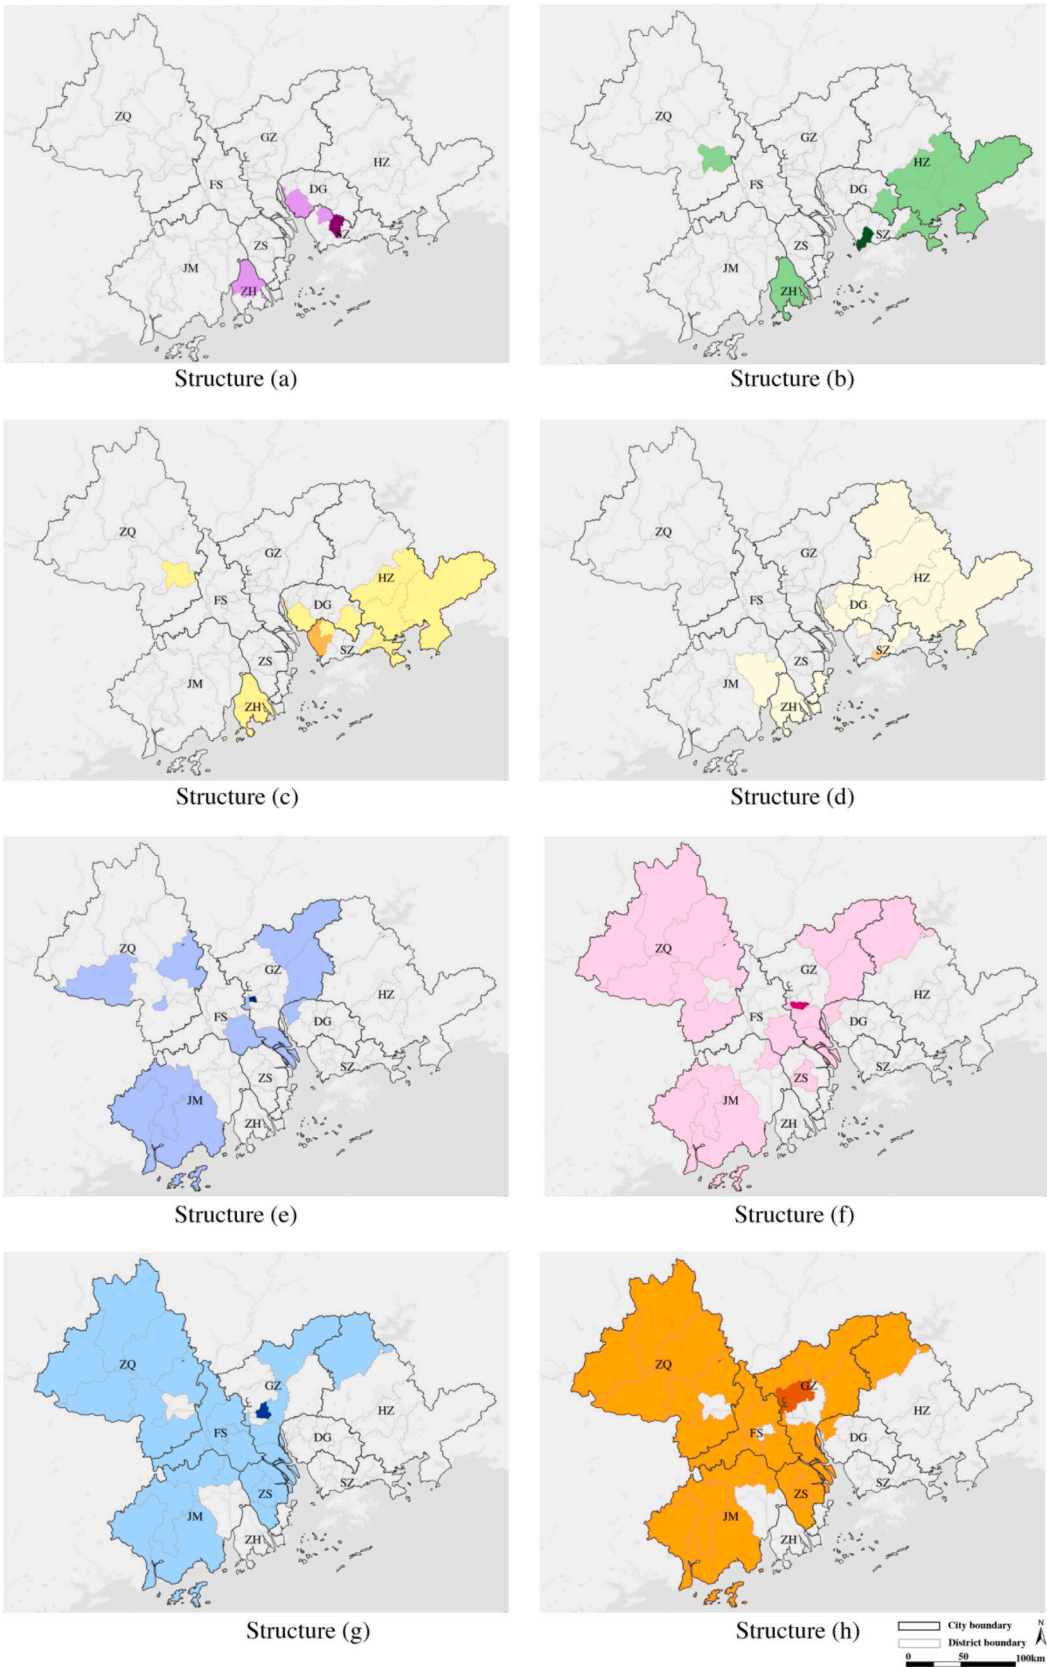 ZQ
GZ
HZ
FS
DG
SZ
ZS
JM
ZH
Structure (a)
ZQ
GZ
HZ
FS
DG
SZ
ZS
JM
ZH
Structure (b)
ZQ
GZ
HZ
FS
DG
SZ
ZS
JM
ZH
Structure (c)
ZQ
GZ
HZ
FS
DG
SZ
ZS
JM
ZH
Structure (d)
ZQ
GZ
HZ
FS
DG
SZ
ZS
JM
ZH
Structure (e)
ZQ
GZ
HZ
FS
DG
SZ
ZS
JM
ZH
Structure (f)
ZQ
GZ
HZ
FS
DG
SZ
ZS
JM
ZH
Structure (g)
ZQ
GZ
HZ
FS
DG
SZ
ZS
JM
ZH
Structure (h)
City boundary
N
District boundary
0 50 100km